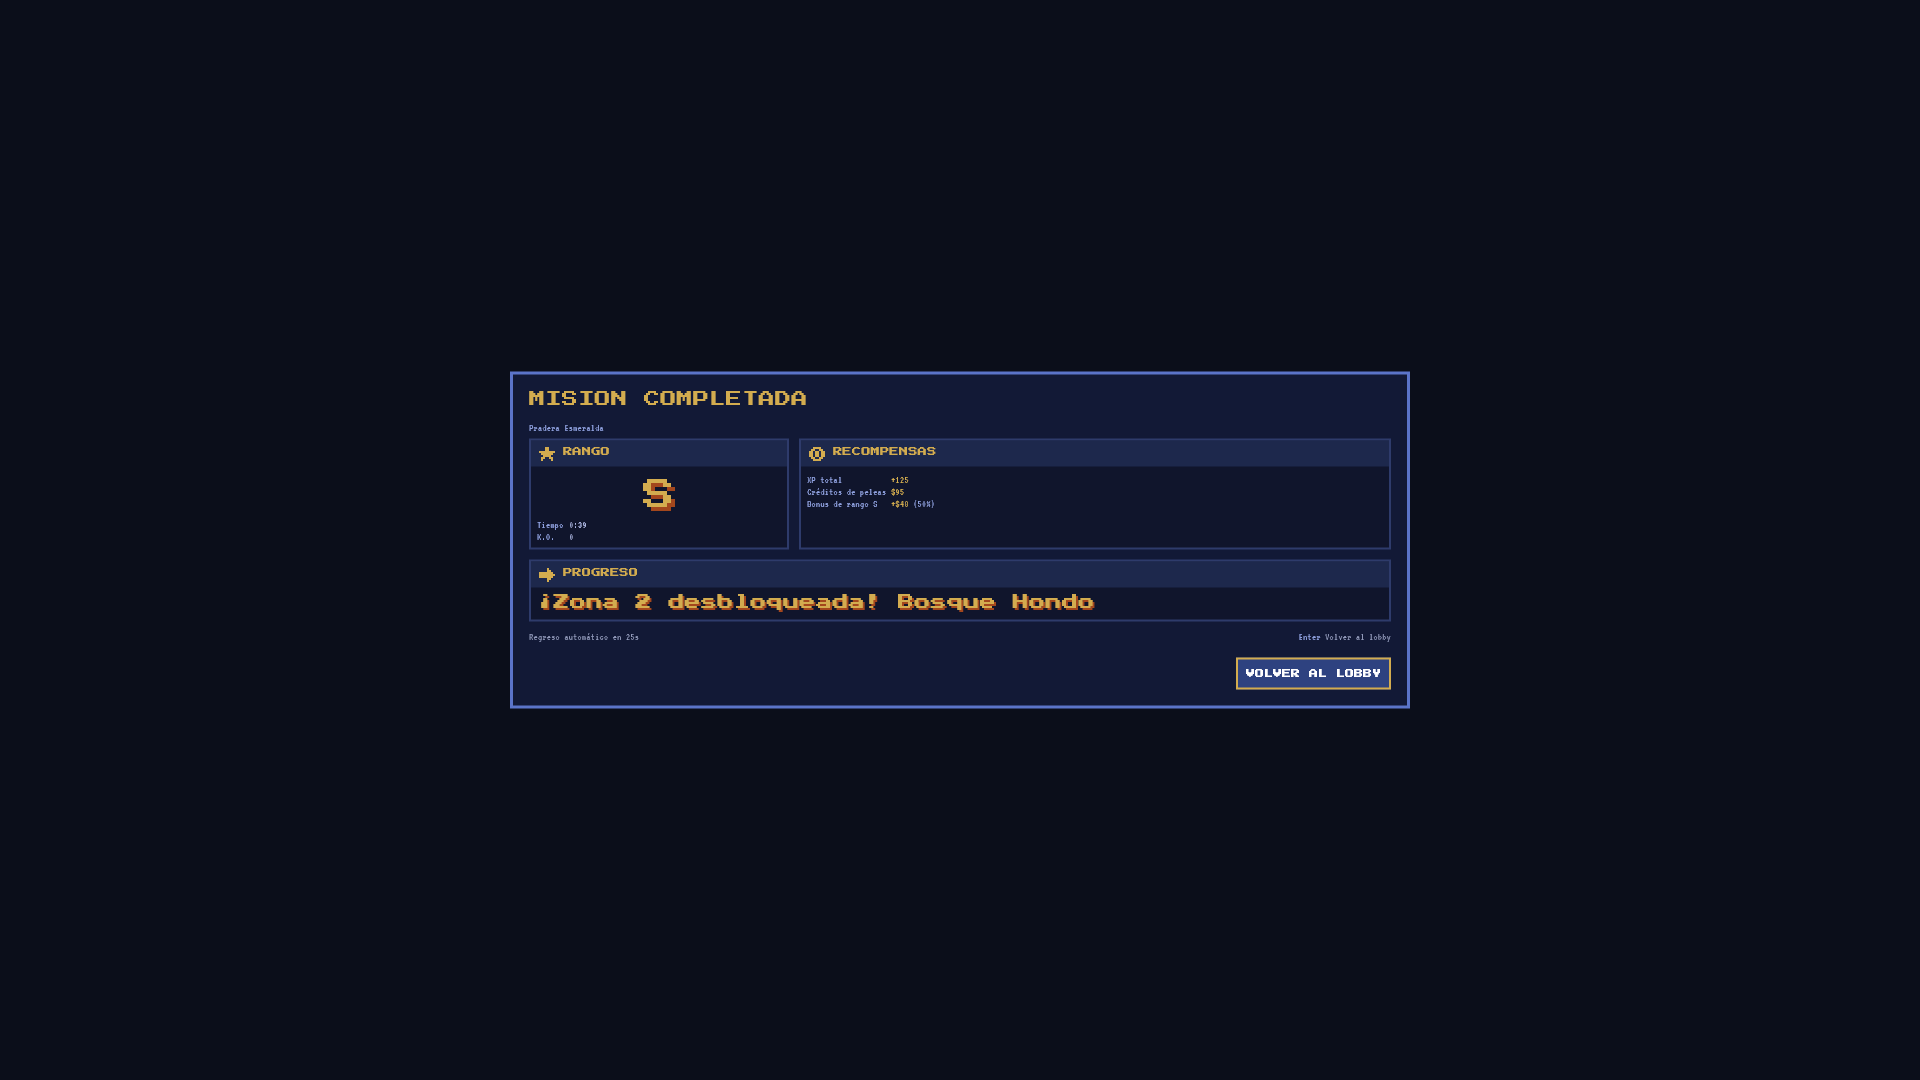 MISION COMPLETADA
Pradera Esmeralda
RANGO
S
Tiempo 0:39
K.O. 0
RECOMPENSAS
XP total +125
Créditos de peleas $95
Bonus de rango S +$48 (50%)
PROGRESO
¡Zona 2 desbloqueada! Bosque Hondo
Regreso automático en 25s
Enter Volver al lobby
VOLVER AL LOBBY